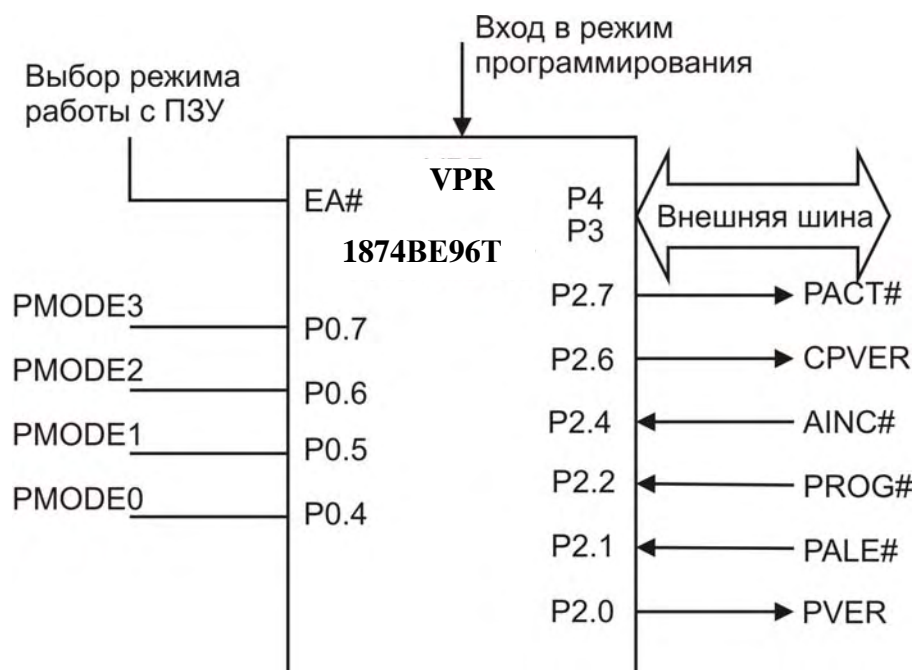 Вход в режим
программирования
Выбор режима
работы с ПЗУ
VPR
EA#
P4
P3
Внешняя шина
1874ВЕ96Т
P2.7
PACT#
PMODE3
P0.7
P2.6
CPVER
PMODE2
P0.6
P2.4
AINC#
PMODE1
P0.5
P2.2
PROG#
PMODE0
P0.4
P2.1
PALE#
P2.0
PVER